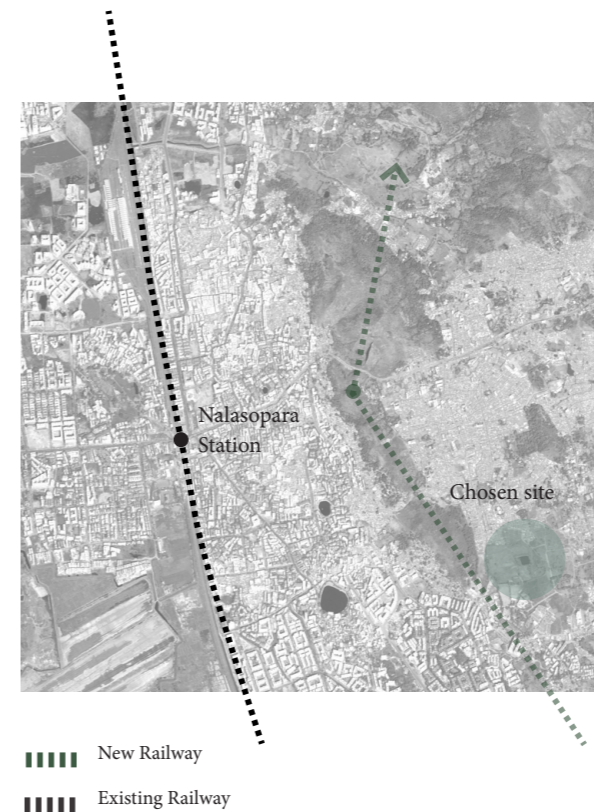 Nalasopara
Station
Chosen site
New Railway
Existing Railway